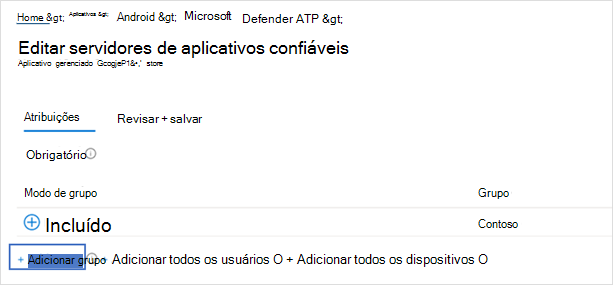 Home &gt; Aplicativos &gt; Android &gt; Microsoft Defender ATP &gt;
Editar servidores de aplicativos confiáveis
Aplicativo gerenciado store
Atribuições Revisar + salvar
Obrigatório
Modo de grupo Grupo
Incluído Contoso
+ Adicionar grupo + Adicionar todos os usuários O + Adicionar todos os dispositivos O